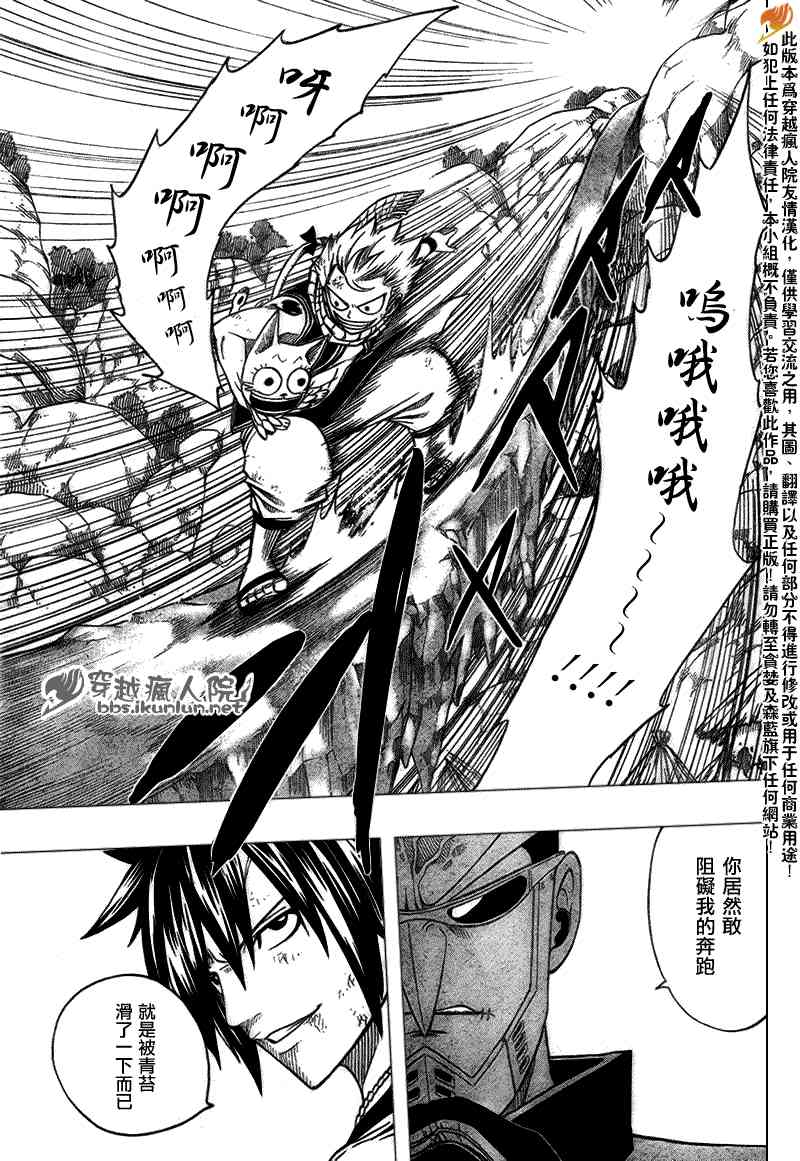 此版本爲穿越瘋人院友情漢化，僅供學習交流之用，其圖、翻譯以及任何部分不得進行修改或用于任何商業用途！
如犯上任何法律責任，本小組概不負責。若您喜歡此作品，請購買正版！請勿轉至貪婪及森藍旗下任何網站！
嗚哦哦哦～～～～!!!!
呀啊啊啊啊啊啊
ズザザザザ
穿越瘋人院
bbs.ikunlun.net
你居然敢
阻礙我的奔跑
就是被青苔
滑了一下而已